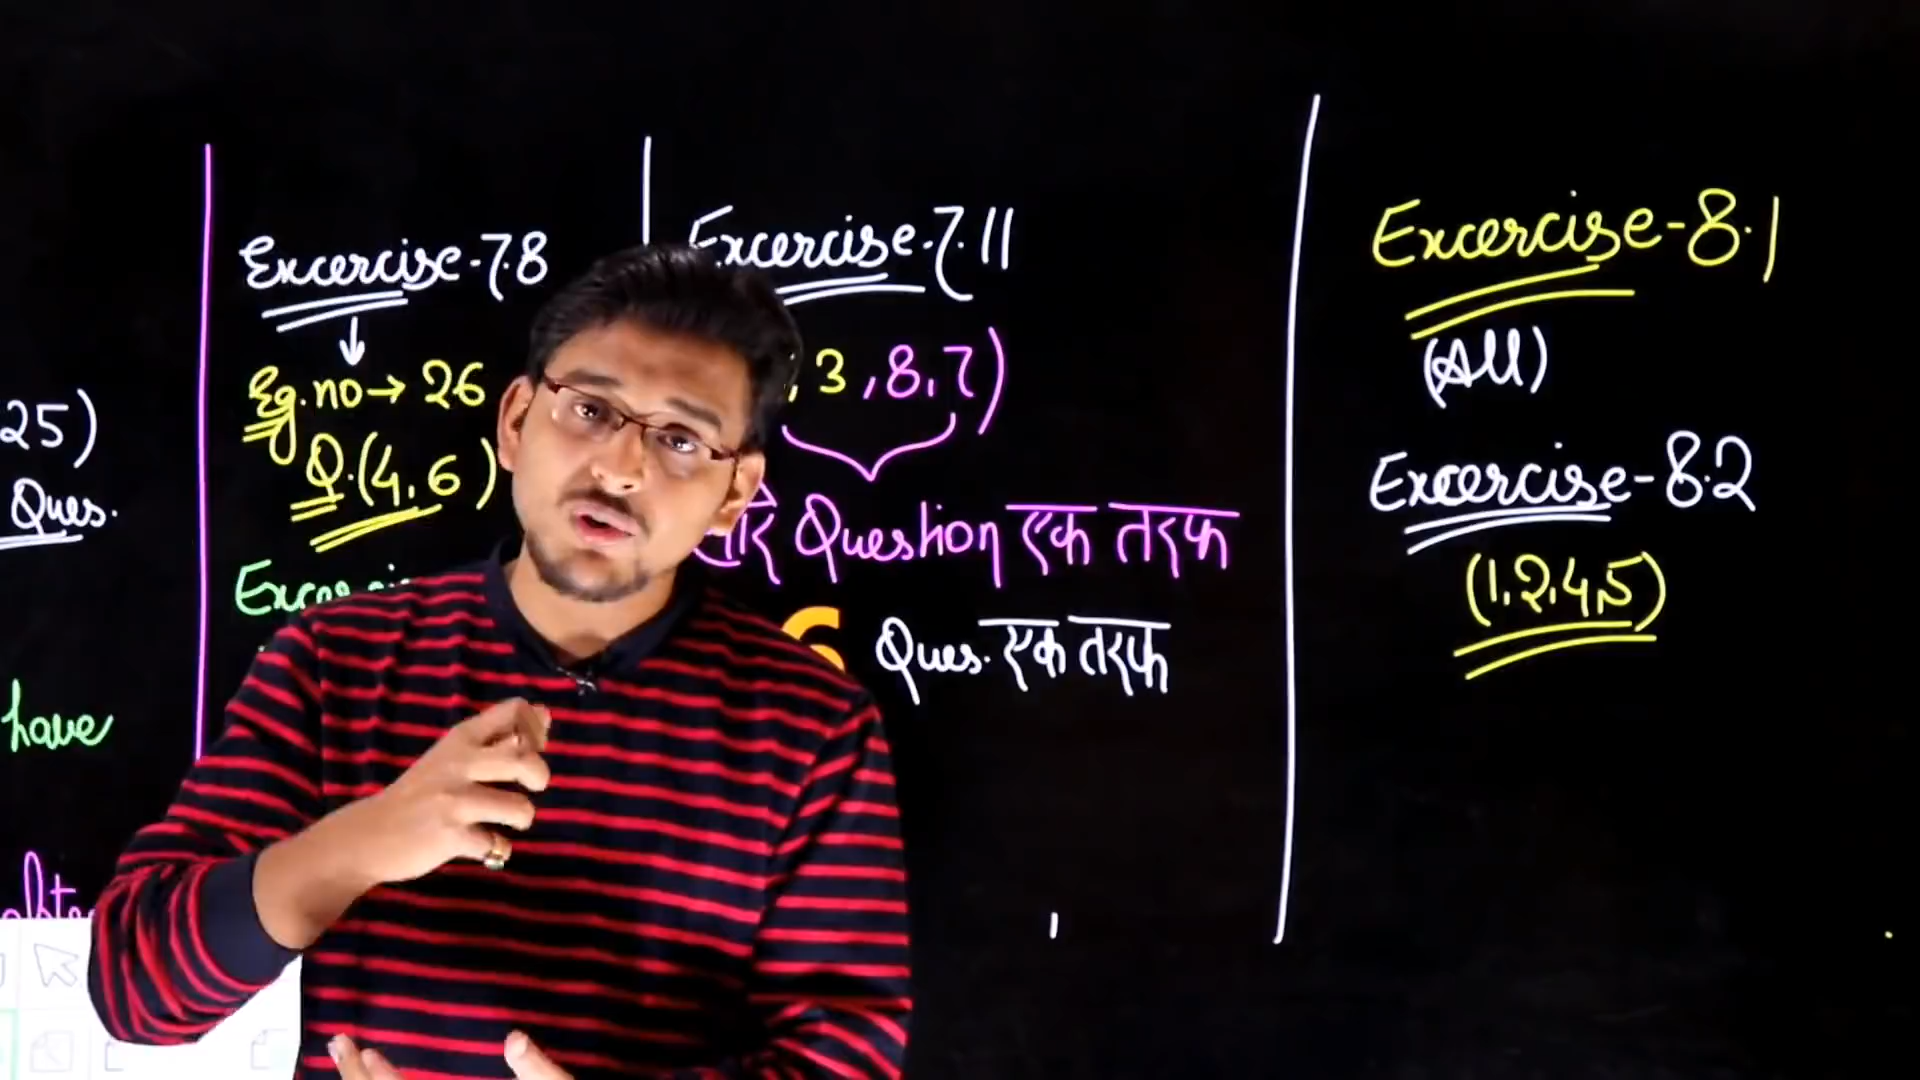 25)
Ques.
have
Excercise-7.8
Eg. no → 26
Q.(4,6)
Excercise-7.11
, 3, 8, 7)
सारे Question एक तरफ
6 Ques. एक तरफ
Excercise-8.1
(All)
Excercise-8.2
(1,2,4,5)